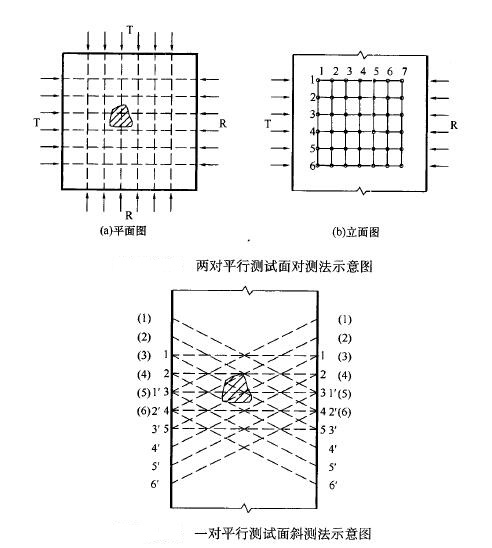 T
T
R
R
(a)平面图
1 2 3 4 5 6 7
1
2
3
4
5
6
T
R
(b)立面图
两对平行测试面对测法示意图
(1) (1)
(2) (2)
(3) 1 1 (3)
(4) 2 2 (4)
(5) 1′ 3 3 1′(5)
(6) 2′ 4 4 2′(6)
3′ 5 5 3′
4′ 4′
5′ 5′
6′ 6′
一对平行测试面斜测法示意图